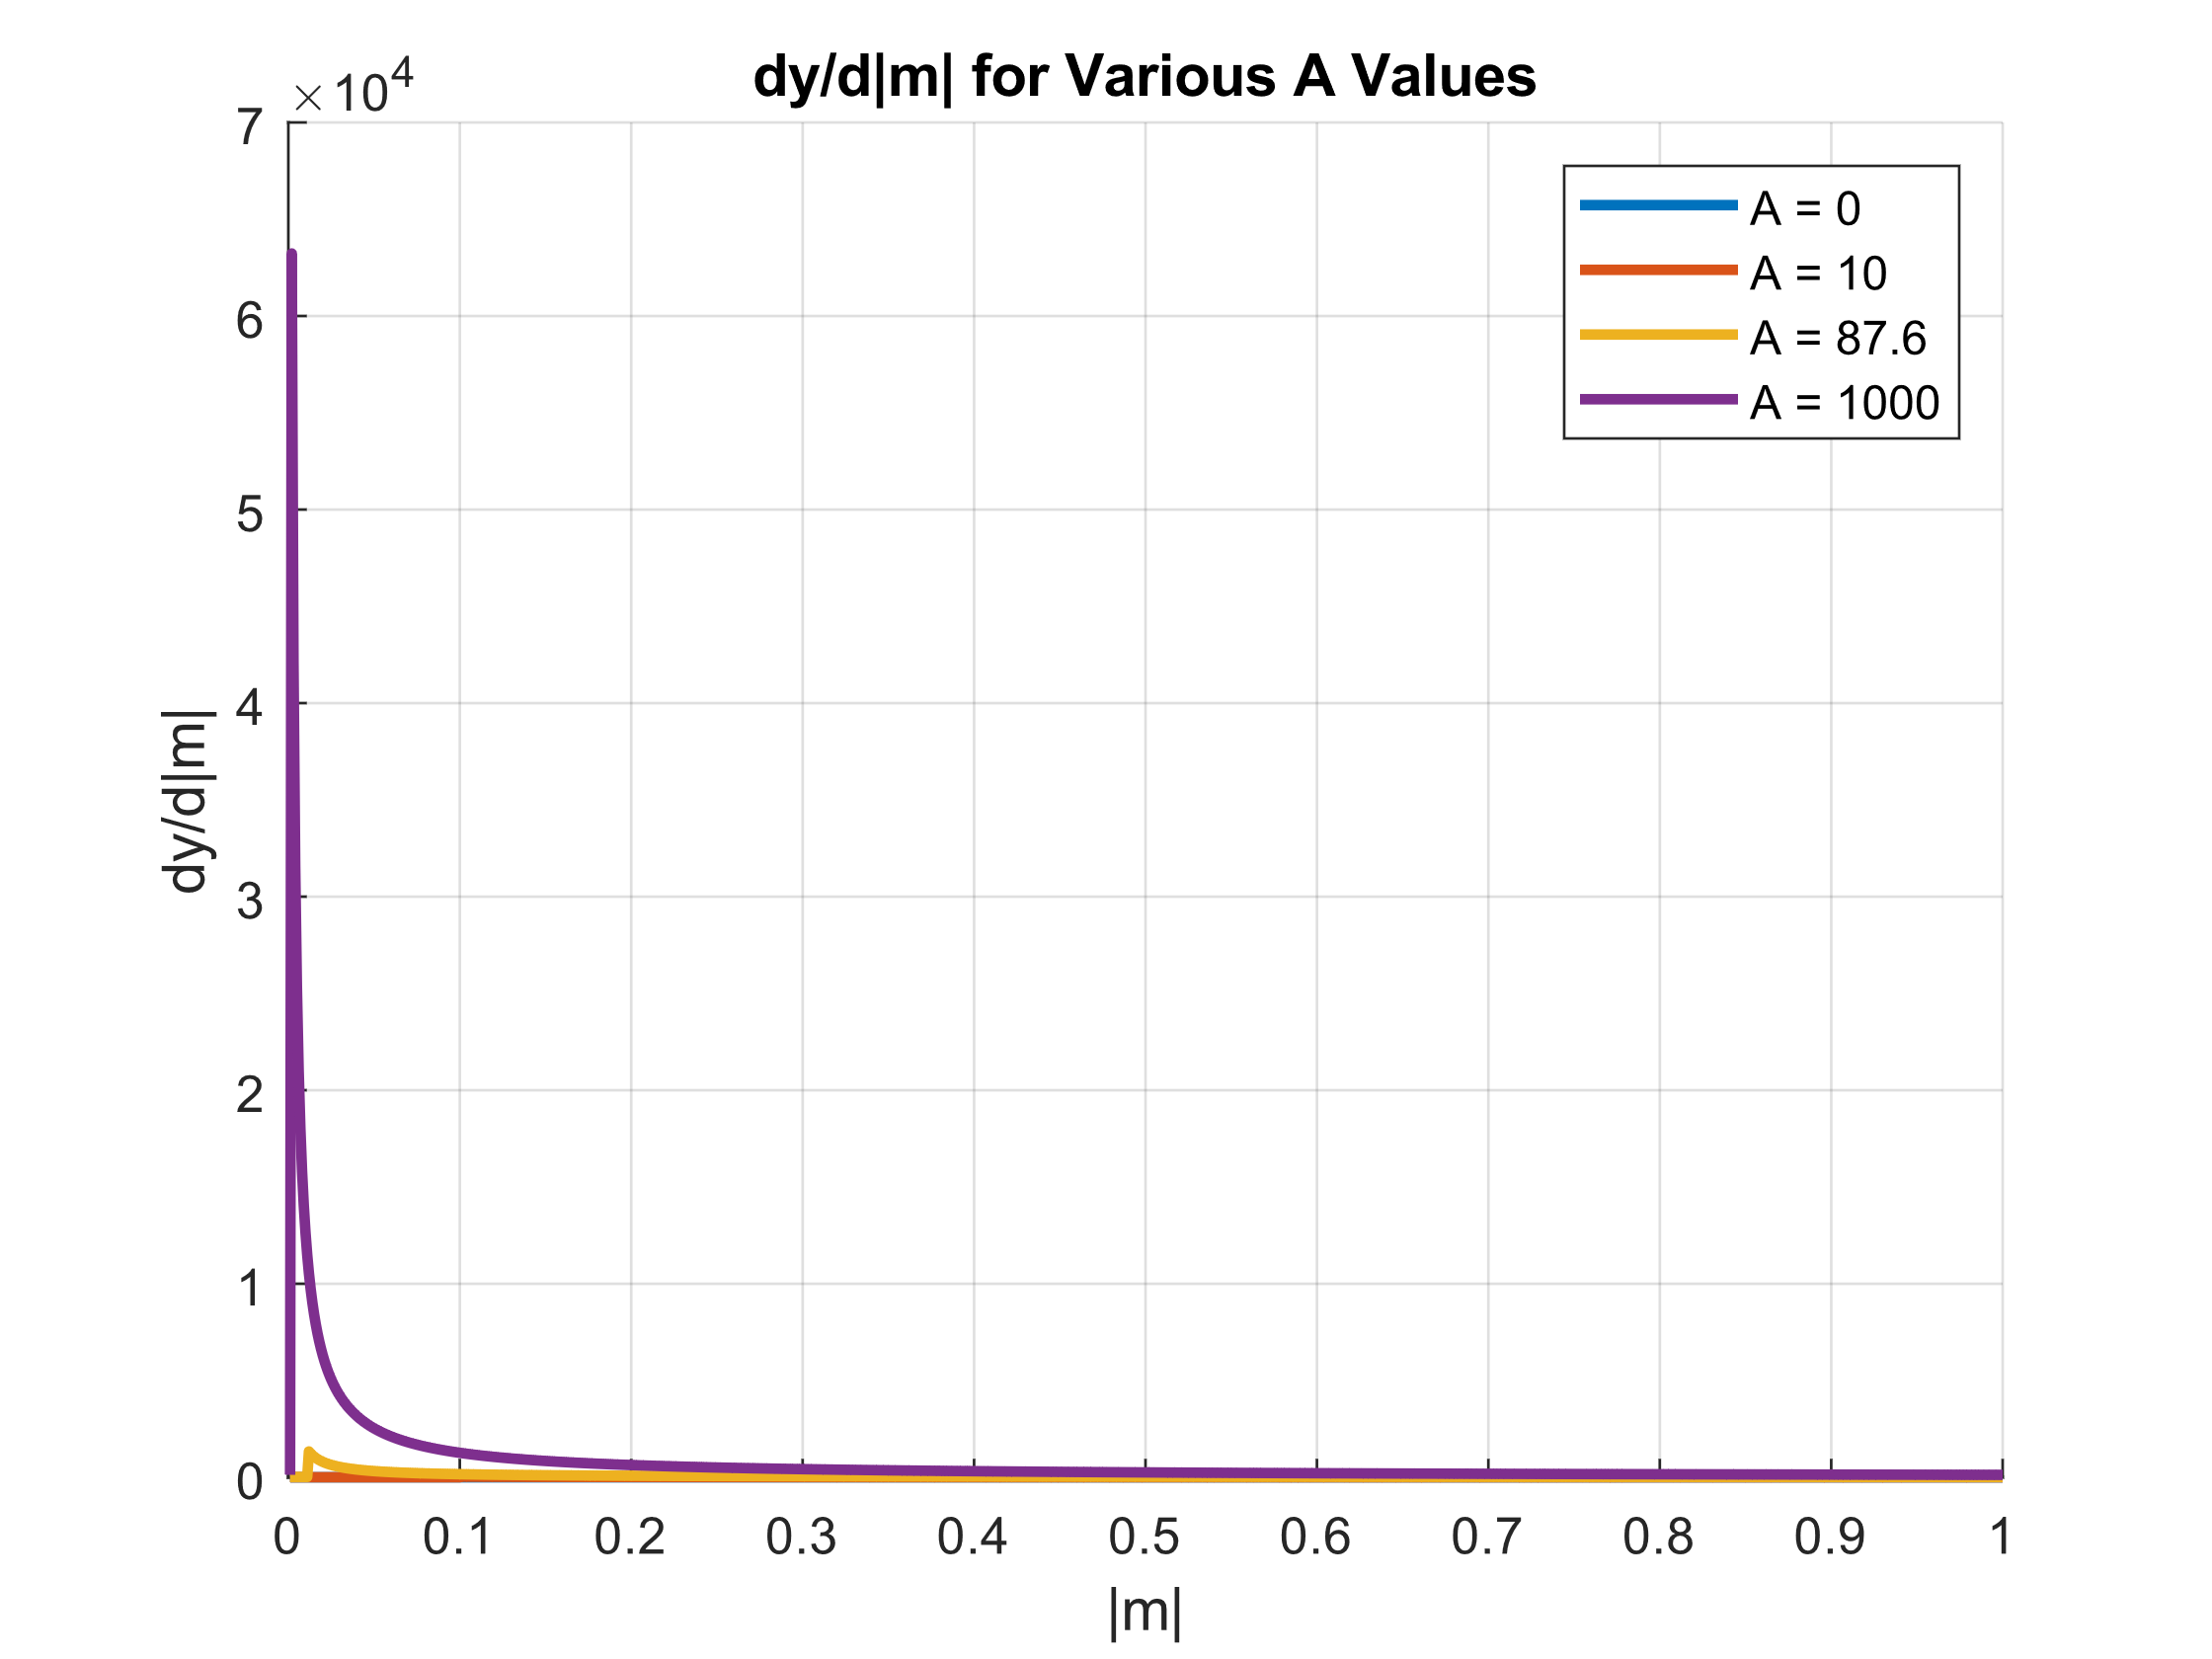 dy/d|m| for Various A Values
×10^4
7
6
5
4
3
2
1
0
dy/d|m|
A = 0
A = 10
A = 87.6
A = 1000
0 0.1 0.2 0.3 0.4 0.5 0.6 0.7 0.8 0.9 1
|m|